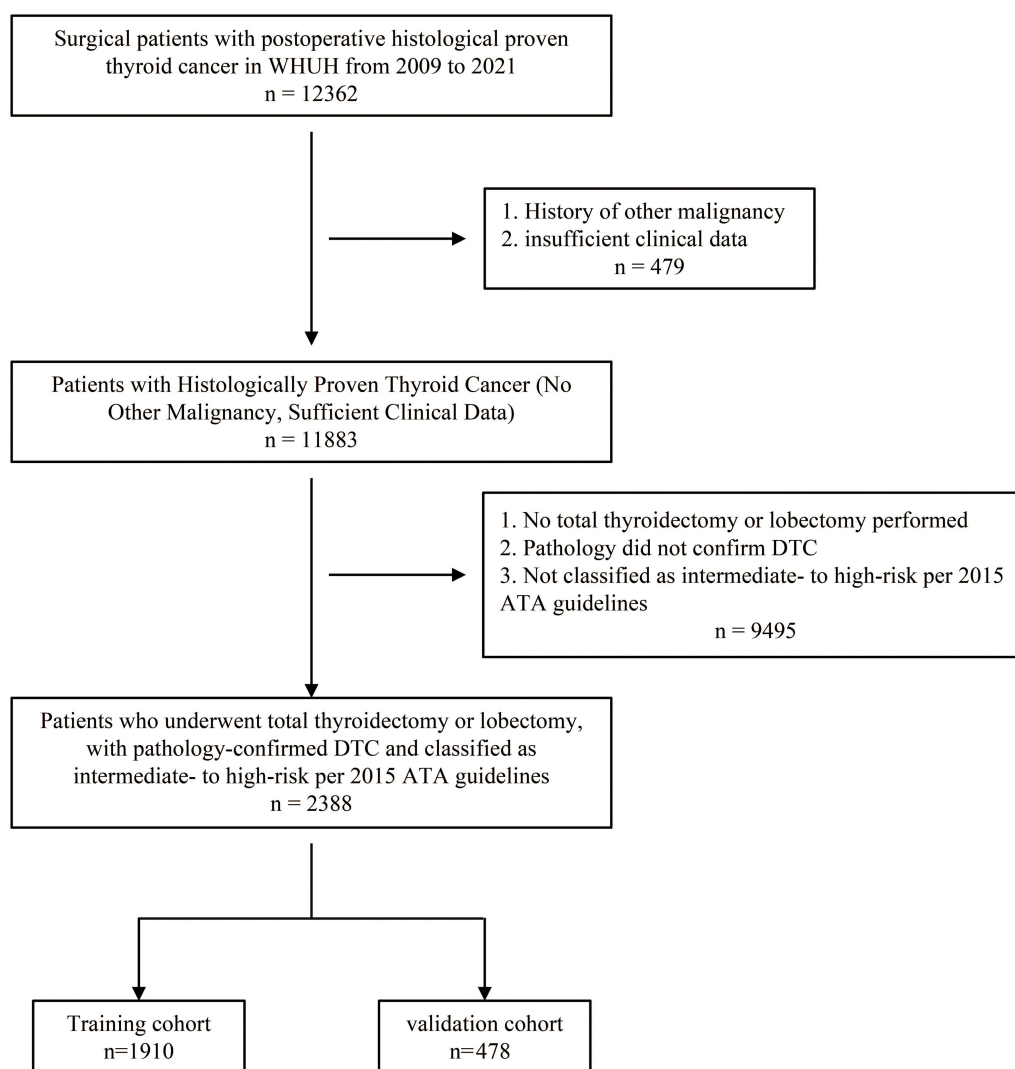 Surgical patients with postoperative histological proven
thyroid cancer in WHUH from 2009 to 2021
n = 12362
1. History of other malignancy
2. insufficient clinical data
n = 479
Patients with Histologically Proven Thyroid Cancer (No
Other Malignancy, Sufficient Clinical Data)
n = 11883
1. No total thyroidectomy or lobectomy performed
2. Pathology did not confirm DTC
3. Not classified as intermediate- to high-risk per 2015
ATA guidelines
n = 9495
Patients who underwent total thyroidectomy or lobectomy,
with pathology-confirmed DTC and classified as
intermediate- to high-risk per 2015 ATA guidelines
n = 2388
Training cohort
n=1910
validation cohort
n=478